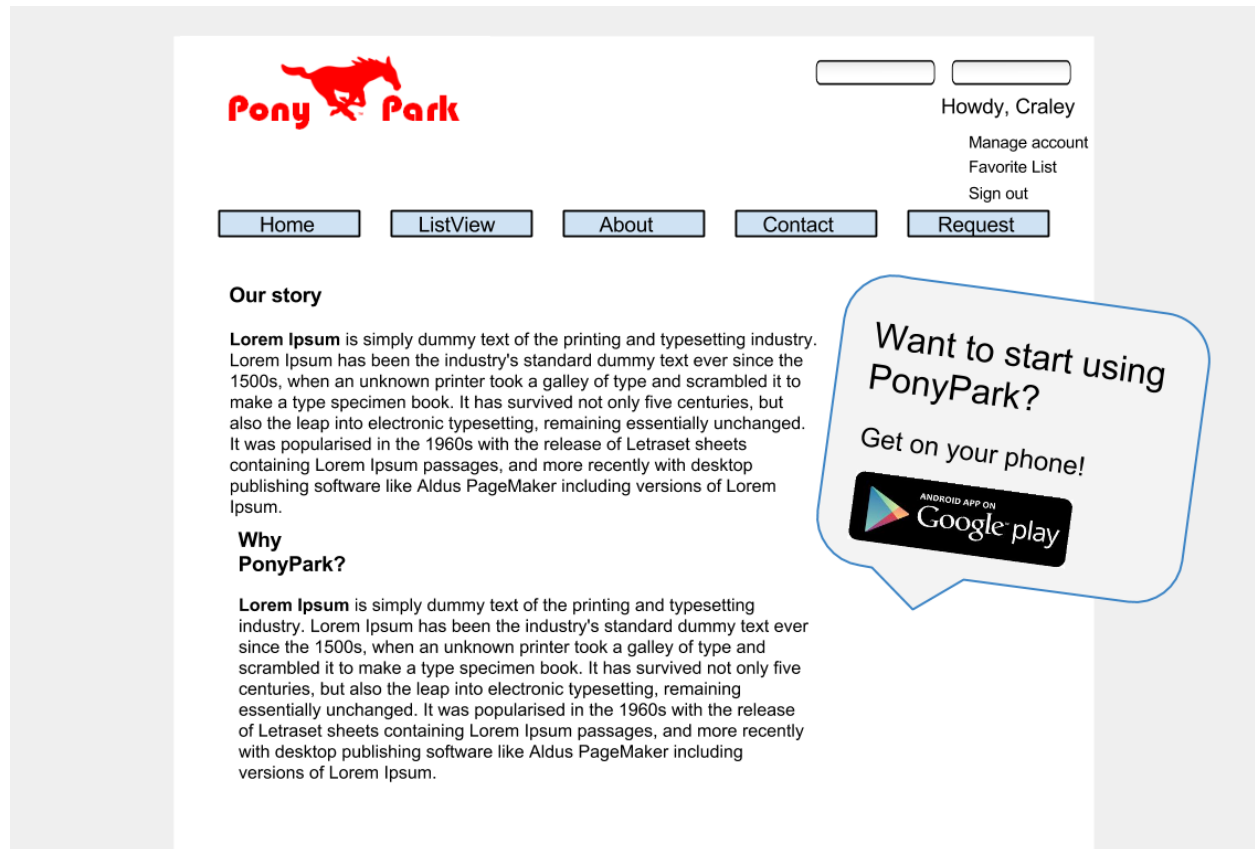 Pony Park
Howdy, Craley
Manage account
Favorite List
Sign out
Home
ListView
About
Contact
Request
Our story
Lorem Ipsum is simply dummy text of the printing and typesetting industry.
Lorem Ipsum has been the industry's standard dummy text ever since the
1500s, when an unknown printer took a galley of type and scrambled it to
make a type specimen book. It has survived not only five centuries, but
also the leap into electronic typesetting, remaining essentially unchanged.
It was popularised in the 1960s with the release of Letraset sheets
containing Lorem Ipsum passages, and more recently with desktop
publishing software like Aldus PageMaker including versions of Lorem
Ipsum.
Why
PonyPark?
Lorem Ipsum is simply dummy text of the printing and typesetting
industry. Lorem Ipsum has been the industry's standard dummy text ever
since the 1500s, when an unknown printer took a galley of type and
scrambled it to make a type specimen book. It has survived not only five
centuries, but also the leap into electronic typesetting, remaining
essentially unchanged. It was popularised in the 1960s with the release
of Letraset sheets containing Lorem Ipsum passages, and more recently
with desktop publishing software like Aldus PageMaker including
versions of Lorem Ipsum.
Want to start using
PonyPark?
Get on your phone!
ANDROID APP ON
Google play